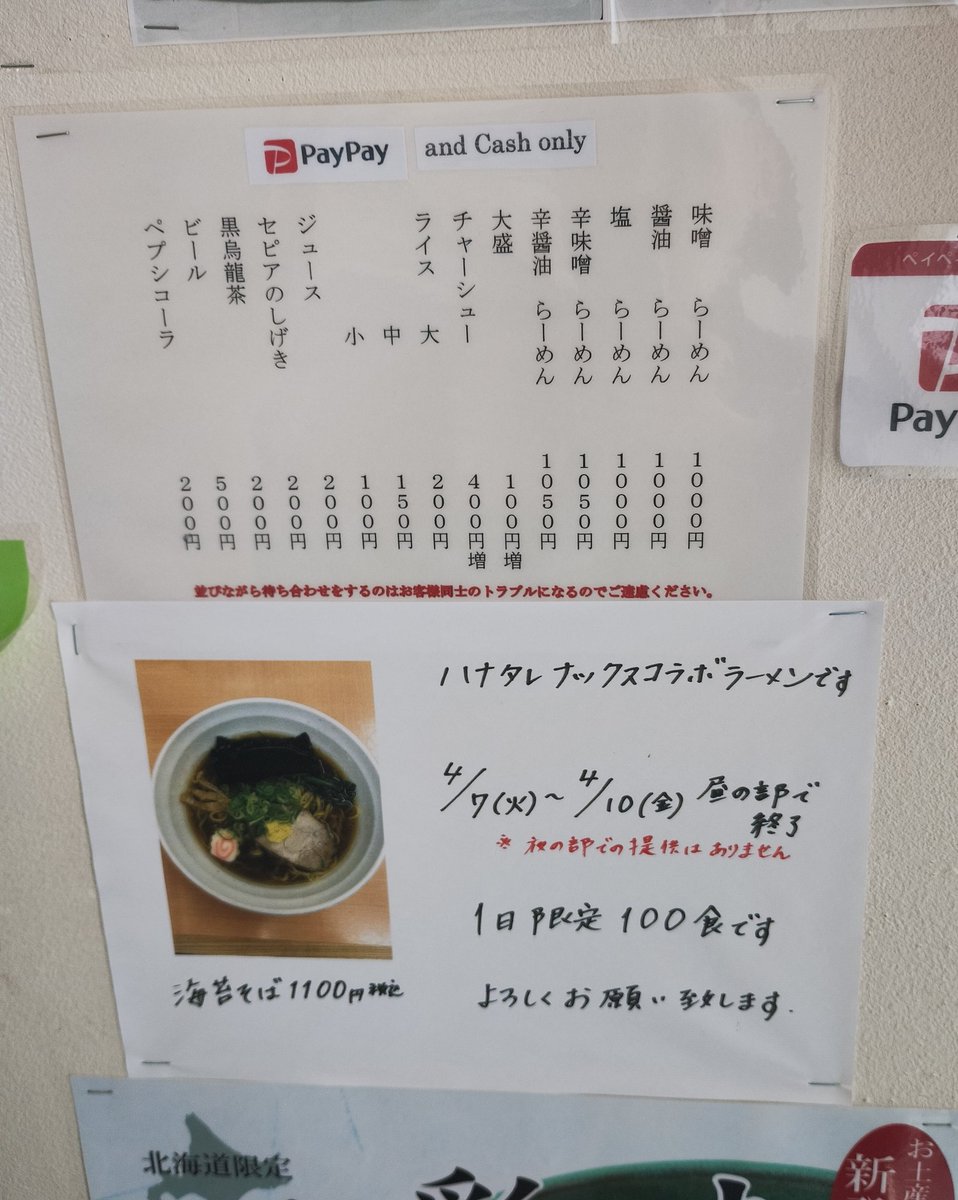 PayPay and Cash only
味噌 らーめん 1000円
醤油 らーめん 1000円
塩 らーめん 1000円
辛味噌 らーめん 1050円
辛醤油 らーめん 1050円
大盛 100円増
チャーシュー 400円増
ライス 大 200円
中 150円
小 100円
ジュース 200円
セピアのしげき 200円
黒烏龍茶 200円
ビール 500円
ペプシコーラ 200円
並びながら待ち合わせをするのはお客様同士のトラブルになるのでご遠慮ください。
ペイペ
Pay
ハナタレナックスコラボラーメンです
4/7(火)~4/10(金) 昼の部で
終了
※ 夜の部での提供はありません
1日限定 100食です
よろしくお願い致します.
海苔そば1100円税込
北海道限定
お土産
新